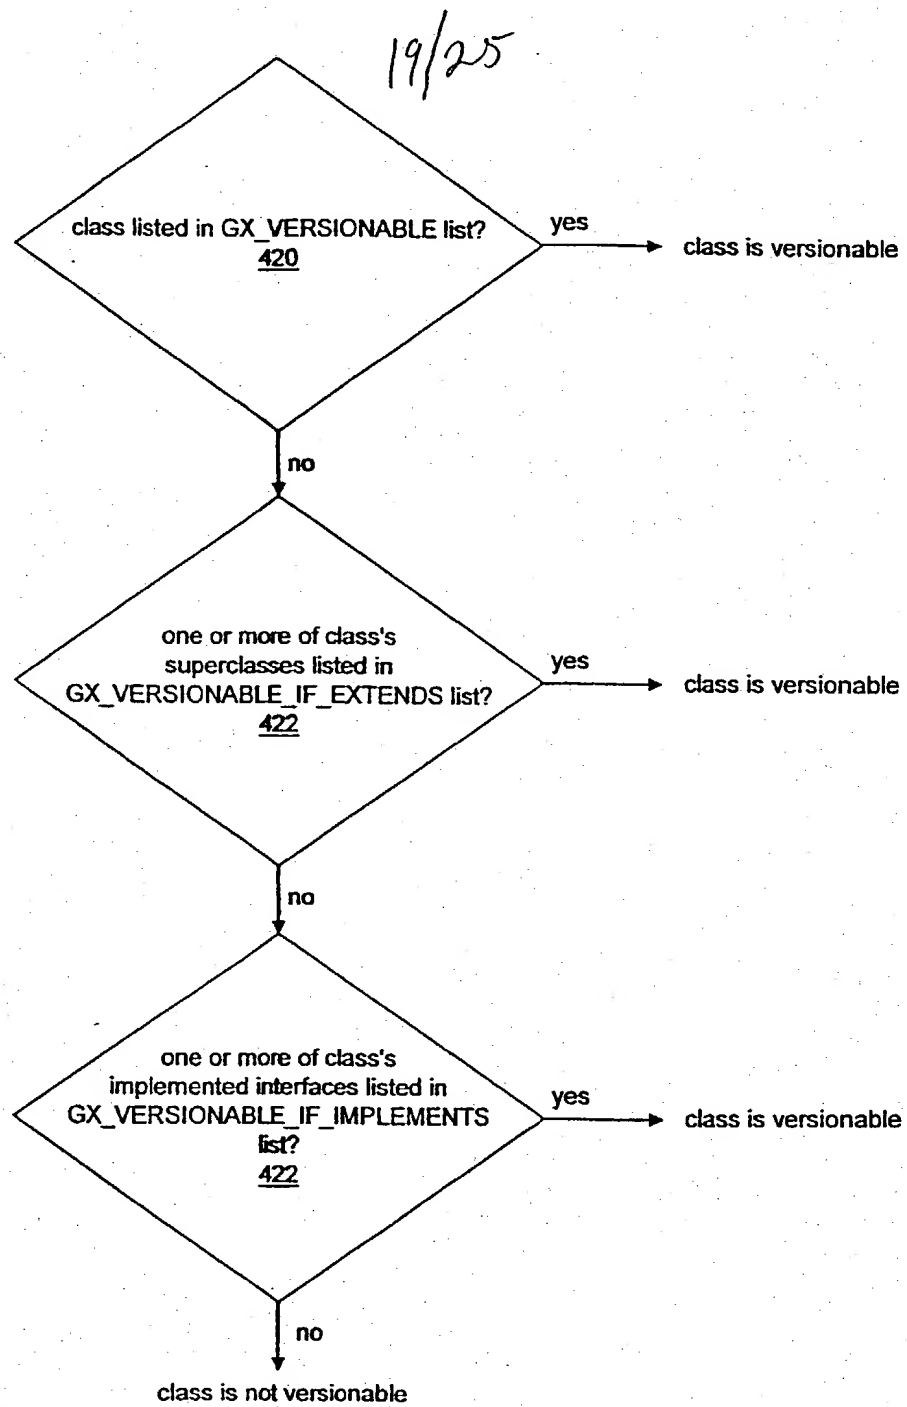 19/25
class listed in GX_VERSIONABLE list?
420
yes
class is versionable
no
one or more of class's
superclasses listed in
GX_VERSIONABLE_IF_EXTENDS list?
422
yes
class is versionable
no
one or more of class's
implemented interfaces listed in
GX_VERSIONABLE_IF_IMPLEMENTS
list?
422
yes
class is versionable
no
class is not versionable